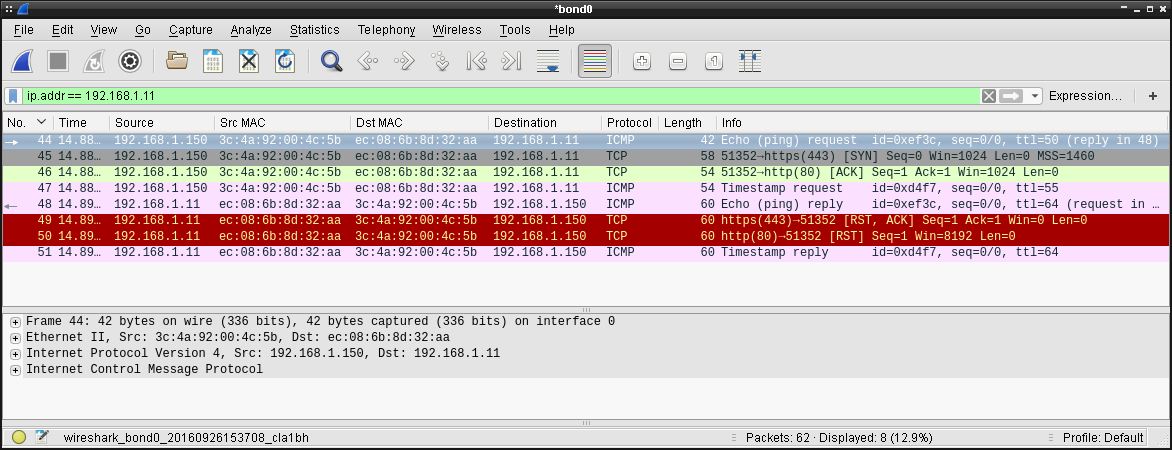 *bond0
File Edit View Go Capture Analyze Statistics Telephony Wireless Tools Help
ip.addr == 192.168.1.11 Expression…
No. Time Source Src MAC Dst MAC Destination Protocol Length Info
44 14.88… 192.168.1.150 3c:4a:92:00:4c:5b ec:08:6b:8d:32:aa 192.168.1.11 ICMP 42 Echo (ping) request id=0xef3c, seq=0/0, ttl=50 (reply in 48)
45 14.88… 192.168.1.150 3c:4a:92:00:4c:5b ec:08:6b:8d:32:aa 192.168.1.11 TCP 58 51352→https(443) [SYN] Seq=0 Win=1024 Len=0 MSS=1460
46 14.88… 192.168.1.150 3c:4a:92:00:4c:5b ec:08:6b:8d:32:aa 192.168.1.11 TCP 54 51352→http(80) [ACK] Seq=1 Ack=1 Win=1024 Len=0
47 14.88… 192.168.1.150 3c:4a:92:00:4c:5b ec:08:6b:8d:32:aa 192.168.1.11 ICMP 54 Timestamp request id=0xd4f7, seq=0/0, ttl=55
48 14.89… 192.168.1.11 ec:08:6b:8d:32:aa 3c:4a:92:00:4c:5b 192.168.1.150 ICMP 60 Echo (ping) reply id=0xef3c, seq=0/0, ttl=64 (request in …
49 14.89… 192.168.1.11 ec:08:6b:8d:32:aa 3c:4a:92:00:4c:5b 192.168.1.150 TCP 60 https(443)→51352 [RST, ACK] Seq=1 Ack=1 Win=0 Len=0
50 14.89… 192.168.1.11 ec:08:6b:8d:32:aa 3c:4a:92:00:4c:5b 192.168.1.150 TCP 60 http(80)→51352 [RST] Seq=1 Win=8192 Len=0
51 14.89… 192.168.1.11 ec:08:6b:8d:32:aa 3c:4a:92:00:4c:5b 192.168.1.150 ICMP 60 Timestamp reply id=0xd4f7, seq=0/0, ttl=64
Frame 44: 42 bytes on wire (336 bits), 42 bytes captured (336 bits) on interface 0
Ethernet II, Src: 3c:4a:92:00:4c:5b, Dst: ec:08:6b:8d:32:aa
Internet Protocol Version 4, Src: 192.168.1.150, Dst: 192.168.1.11
Internet Control Message Protocol
wireshark_bond0_20160926153708_cla1bh Packets: 62 · Displayed: 8 (12.9%) Profile: Default